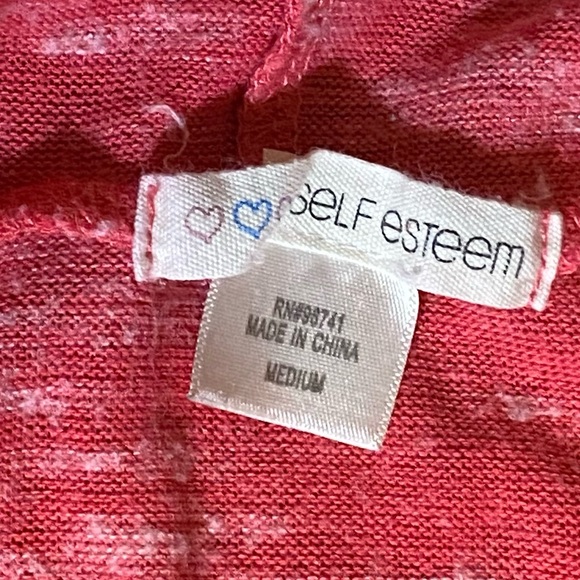 SELF ESTEEM
RN#98741
MADE IN CHINA
MEDIUM